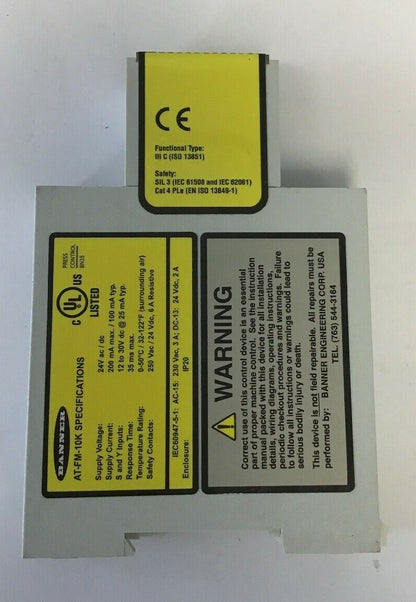 CE
Functional Type:
III C (ISO 13851)
Safety:
SIL 3 (IEC 61508 and IEC 62061)
Cat 4 PLe (EN ISO 13849-1)
BANNER
AT-FM-10K SPECIFICATIONS
C UL US
LISTED
PRESS
CONTROL
8N35
Supply Voltage: 24V ac / dc
Supply Current: 200 mA max. / 100 mA typ.
S and Y Inputs: 12 to 30V dc @ 25 mA typ.
Response Time: 35 ms max.
Temperature Rating: 0-50°C / 32-122°F (surrounding air)
Safety Contacts: 250 Vac / 24 Vdc, 6 A Resistive
IEC60947-5-1: AC-15: 230 Vac, 3 A; DC-13: 24 Vdc, 2 A
Enclosure: IP20
WARNING
Correct use of this control device is an essential
part of proper machine control. See the instruction
manual packed with this device for all installation
details, wiring diagrams, operating instructions,
periodic checkout procedures and warnings. Failure
to follow all instructions or warnings could lead to
serious bodily injury or death.
This device is not field repairable. All repairs must be
performed by: BANNER ENGINEERING CORP. USA
TEL. (763) 544-3164